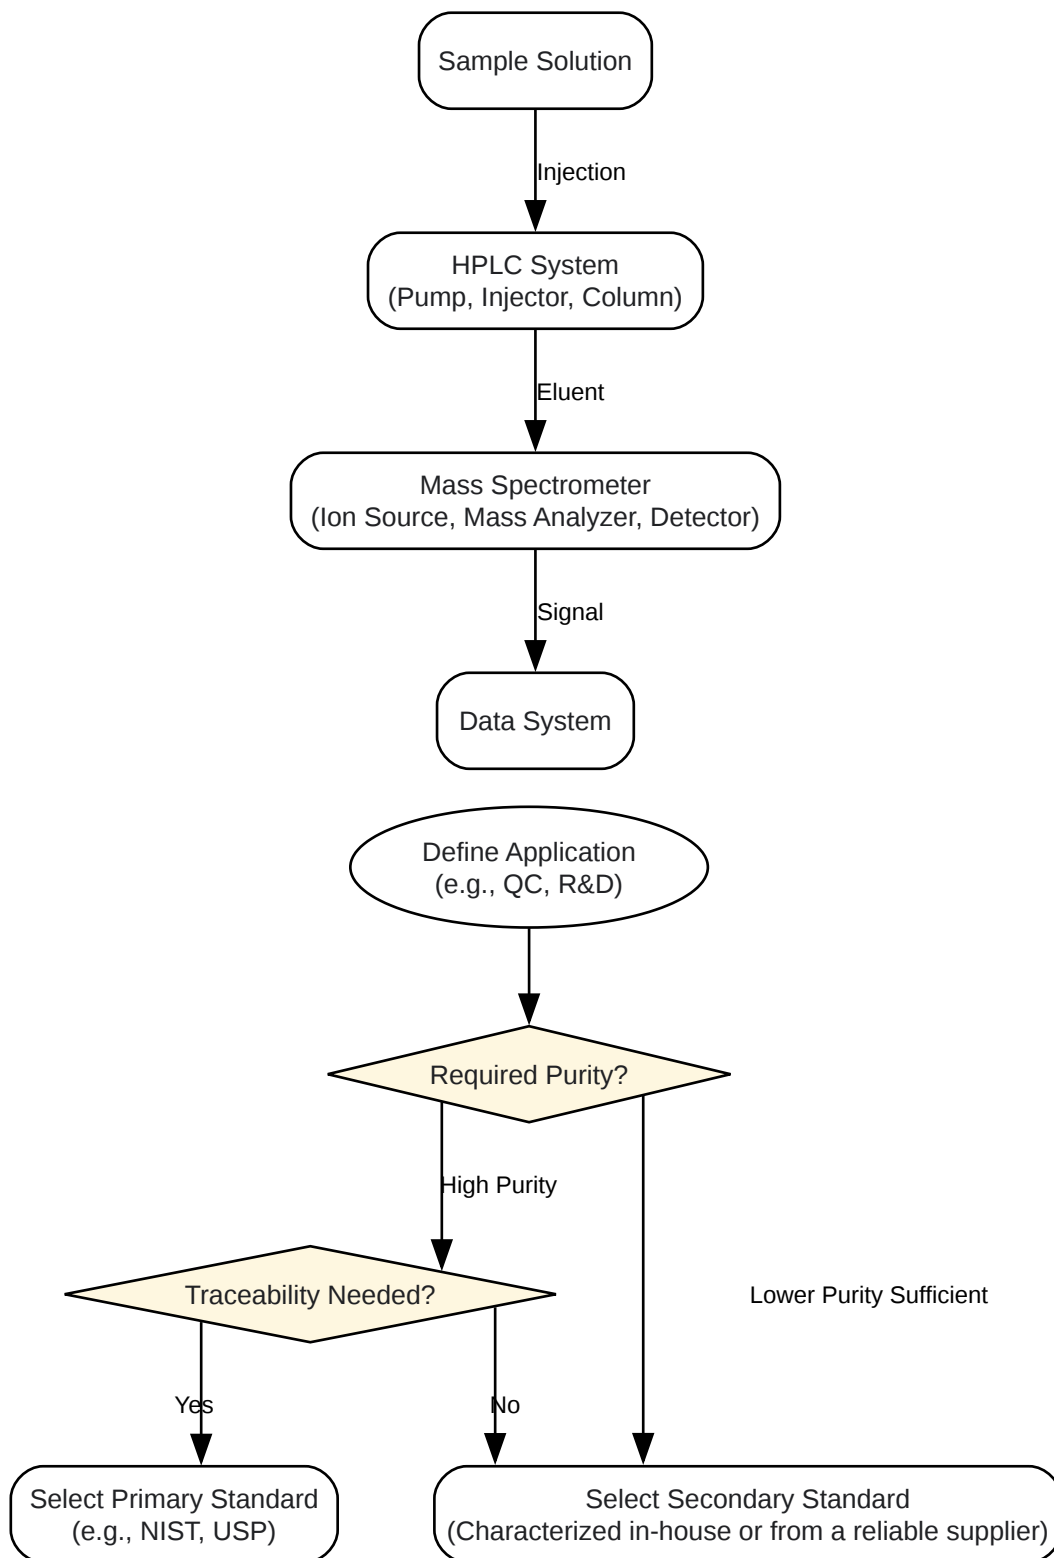 Sample Solution
Injection
HPLC System
(Pump, Injector, Column)
Eluent
Mass Spectrometer
(Ion Source, Mass Analyzer, Detector)
Signal
Data System
Define Application
(e.g., QC, R&D)
Required Purity?
High Purity
Traceability Needed?
Lower Purity Sufficient
Yes
No
Select Primary Standard
(e.g., NIST, USP)
Select Secondary Standard
(Characterized in-house or from a reliable supplier)